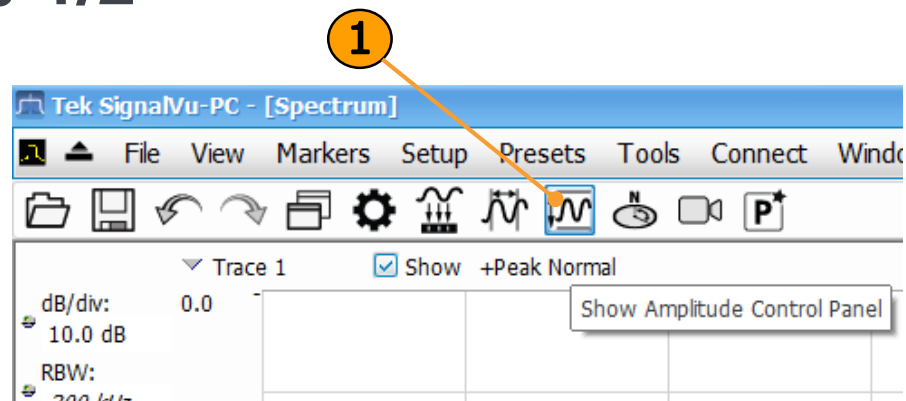 1
Tek SignalVu-PC - [Spectrum]
File View Markers Setup Presets Tools Connect
N
P
Trace 1 Show +Peak Normal
dB/div: 0.0
10.0 dB
Show Amplitude Control Panel
RBW: